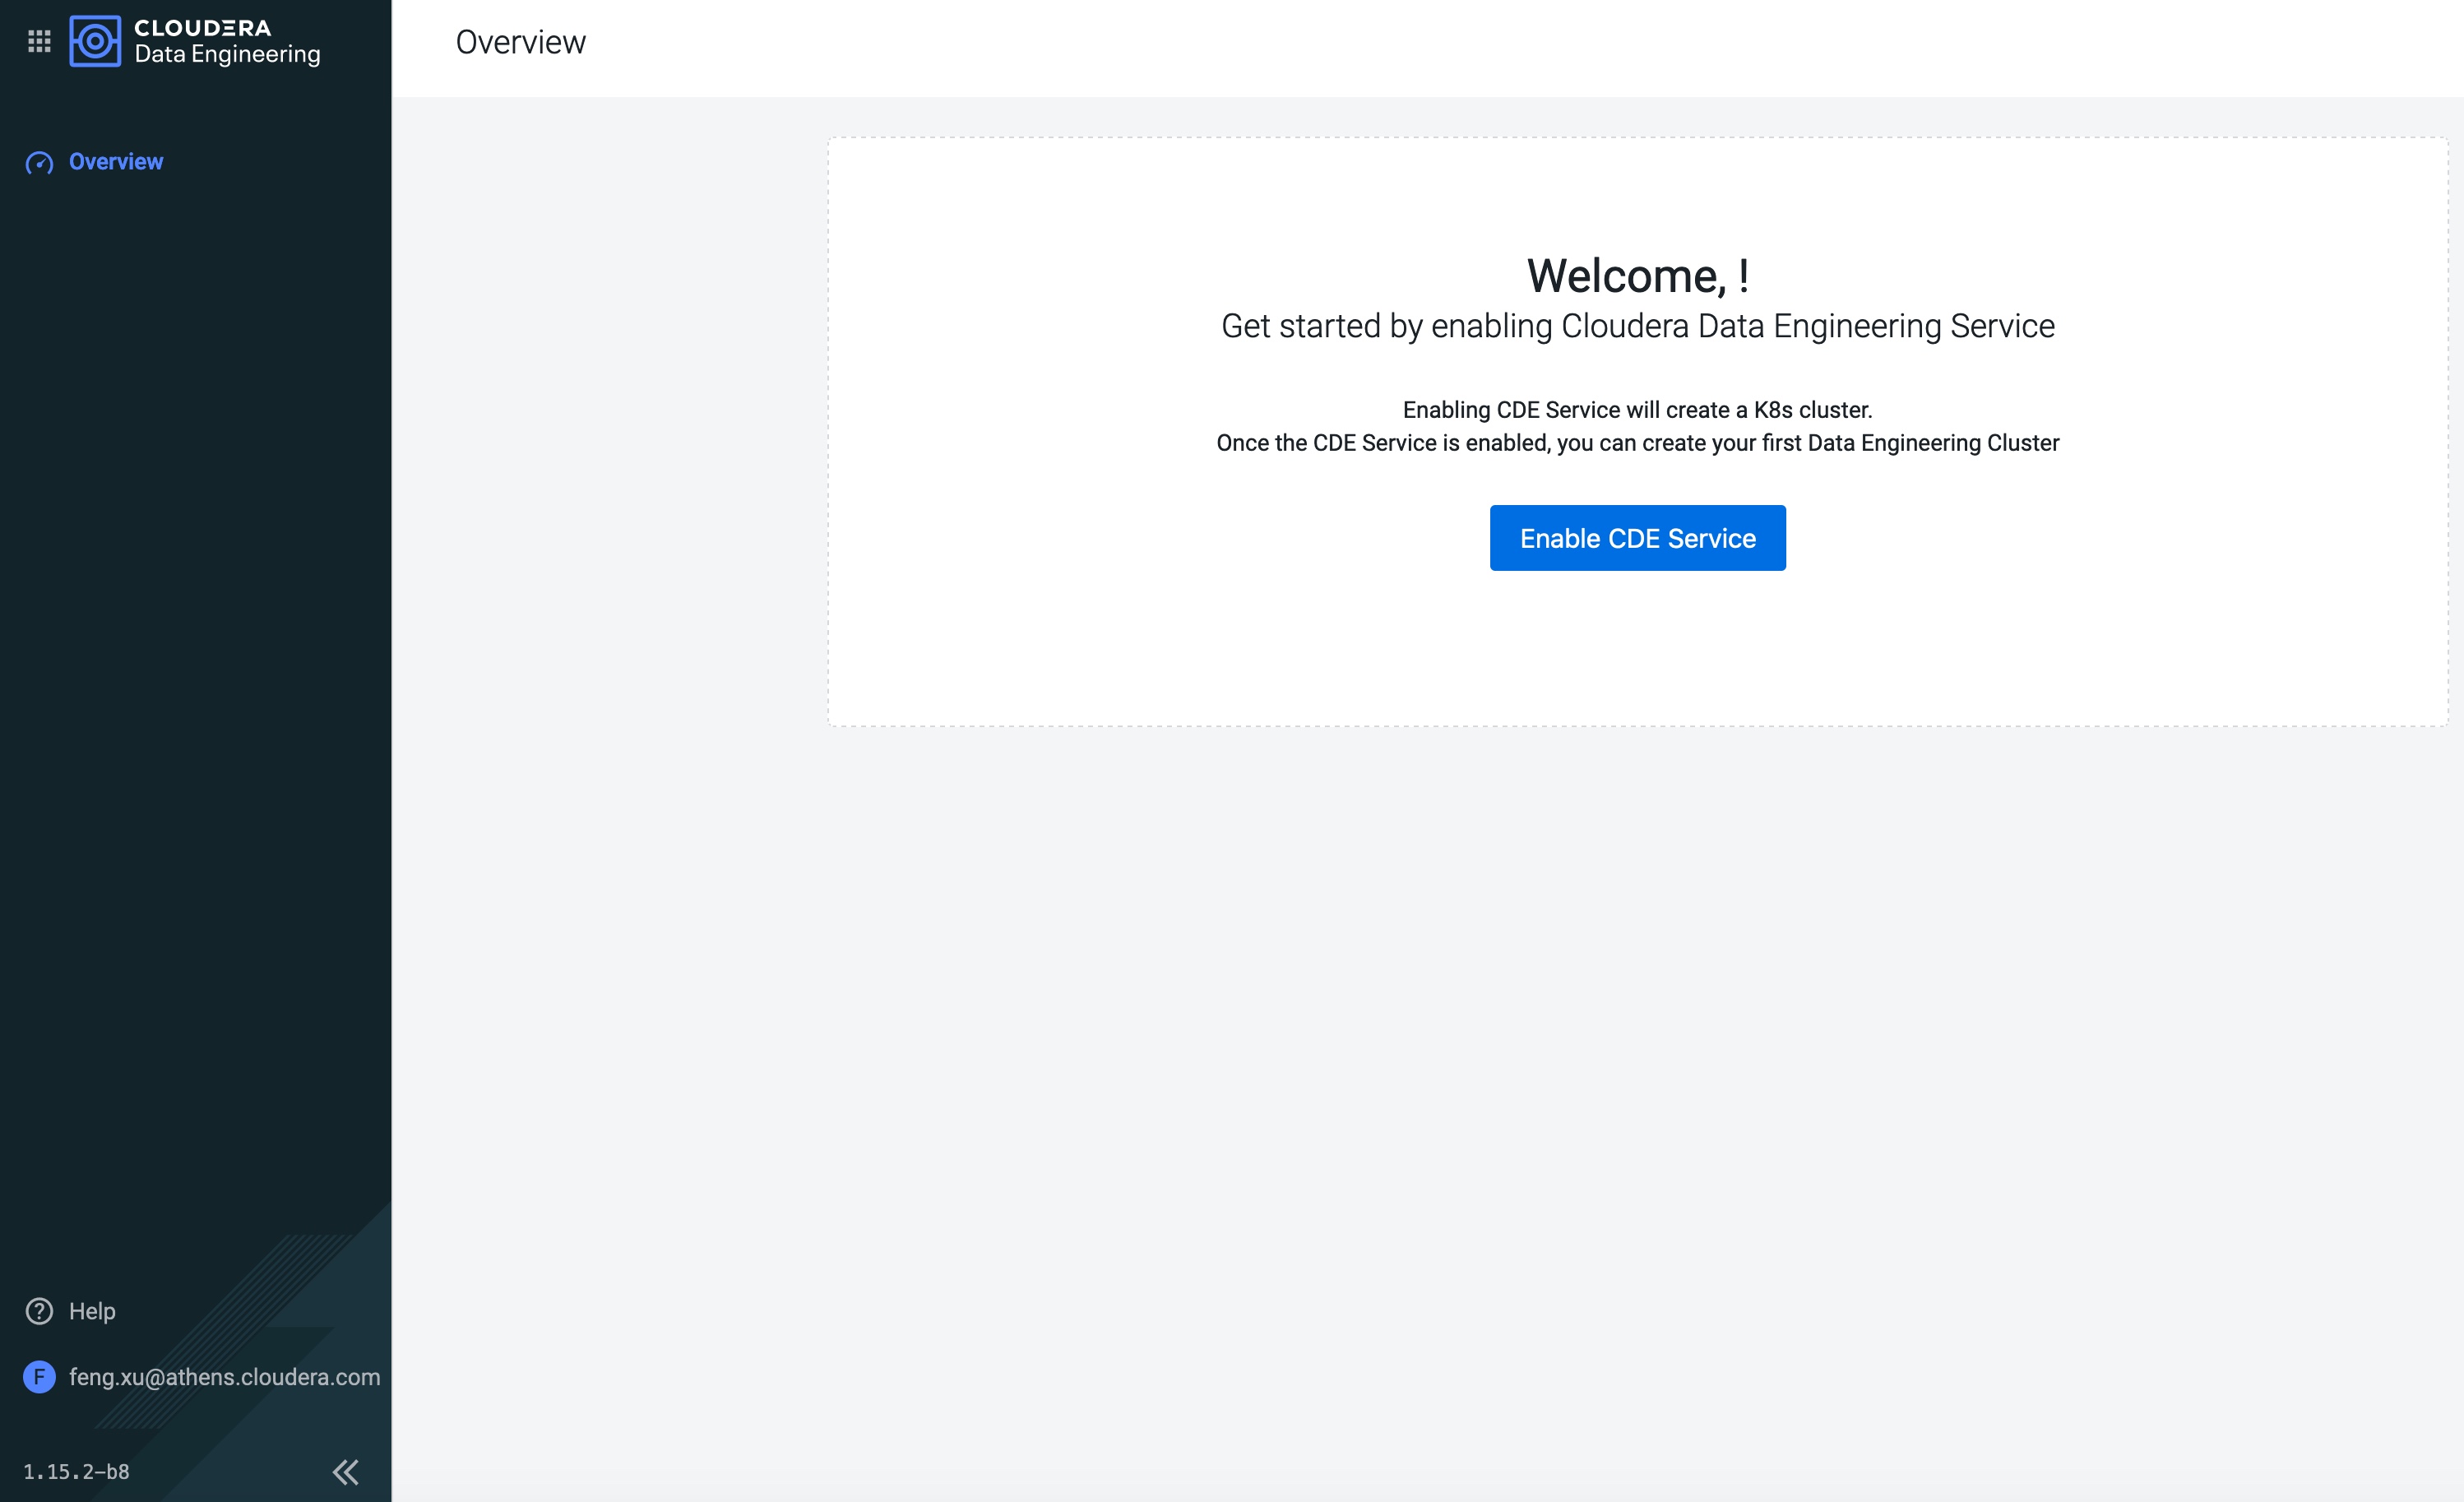 CLOUDERA
Data Engineering
Overview
Help
F
feng.xu@athens.cloudera.com
1.15.2-b8
Overview
Welcome, !
Get started by enabling Cloudera Data Engineering Service
Enabling CDE Service will create a K8s cluster.
Once the CDE Service is enabled, you can create your first Data Engineering Cluster
Enable CDE Service